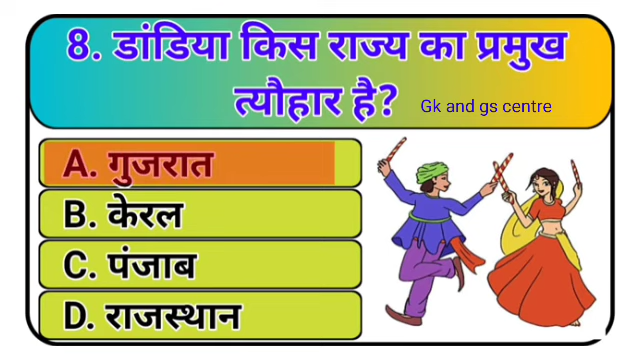 8. डांडिया किस राज्य का प्रमुख
त्यौहार है? Gk and gs centre
A. गुजरात
B. केरल
C. पंजाब
D. राजस्थान